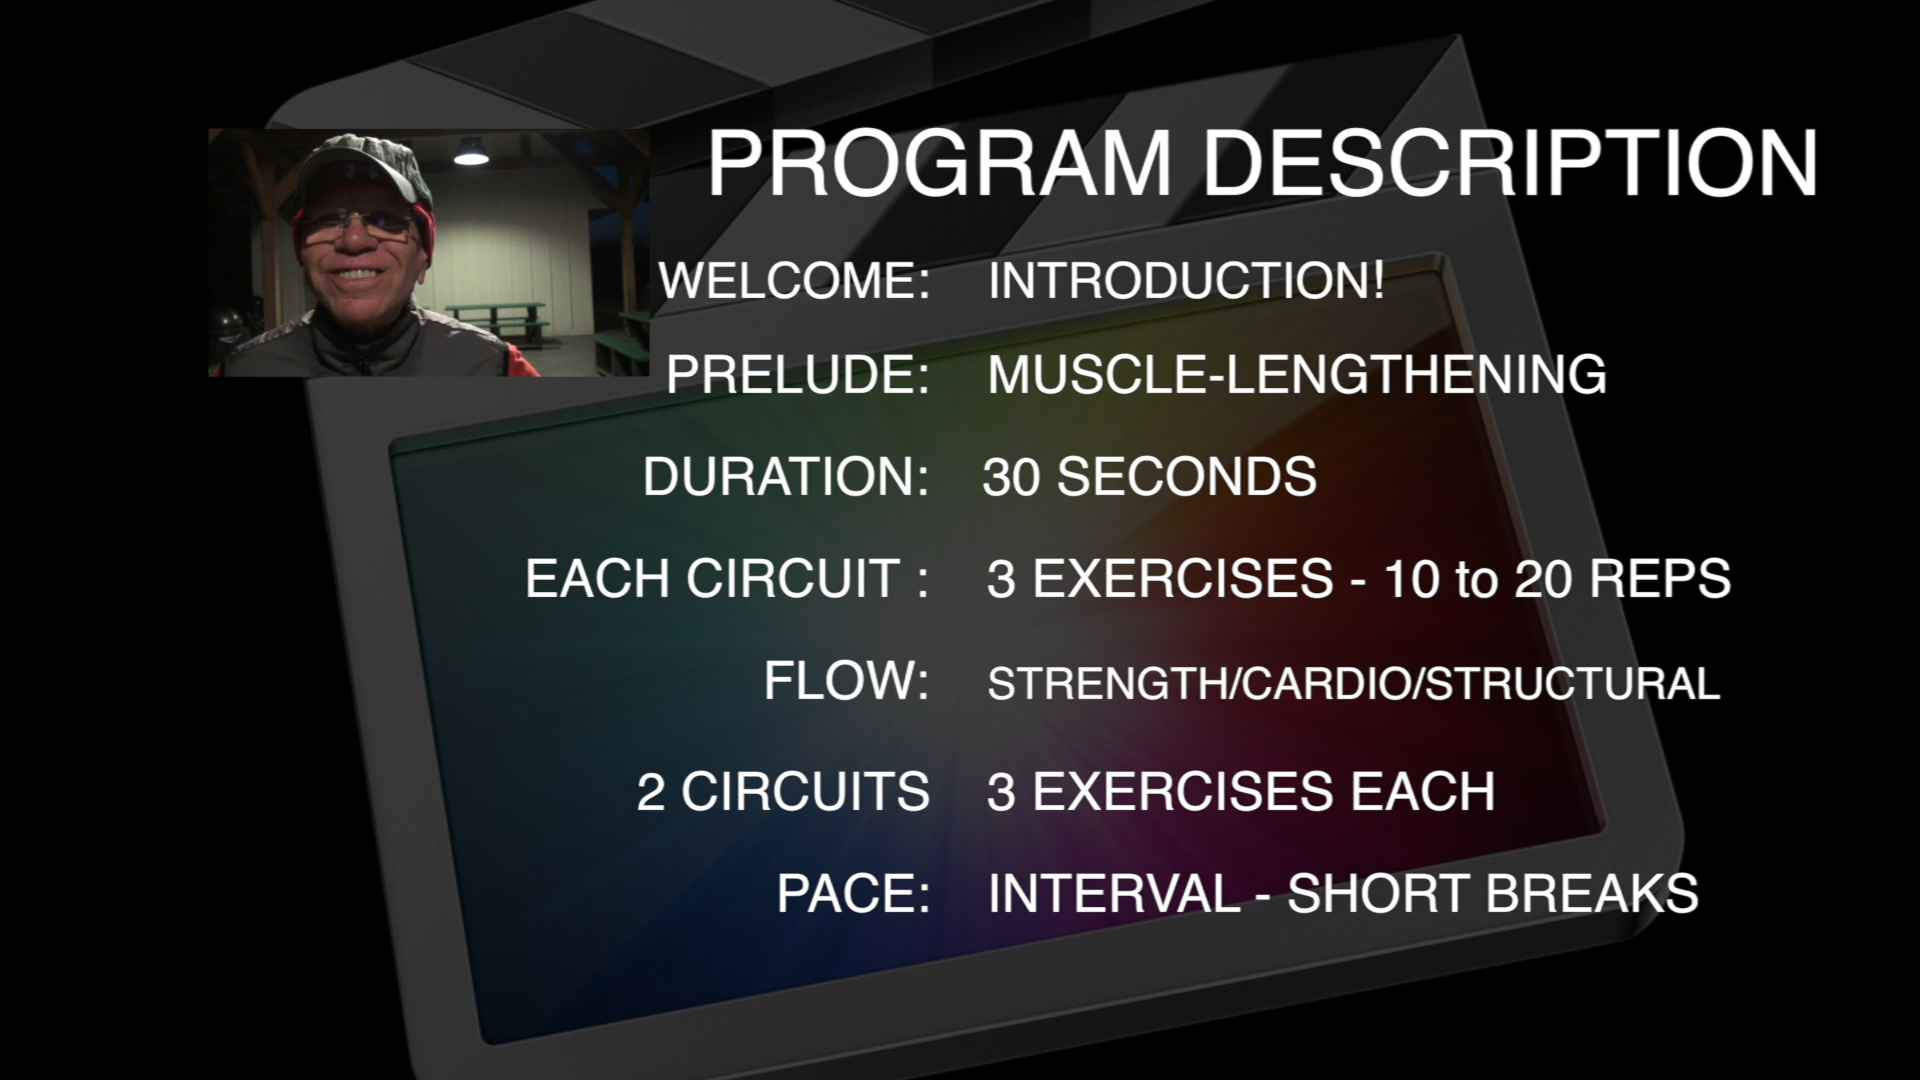 PROGRAM DESCRIPTION
WELCOME: INTRODUCTION!
PRELUDE: MUSCLE-LENGTHENING
DURATION: 30 SECONDS
EACH CIRCUIT : 3 EXERCISES - 10 to 20 REPS
FLOW: STRENGTH/CARDIO/STRUCTURAL
2 CIRCUITS 3 EXERCISES EACH
PACE: INTERVAL - SHORT BREAKS